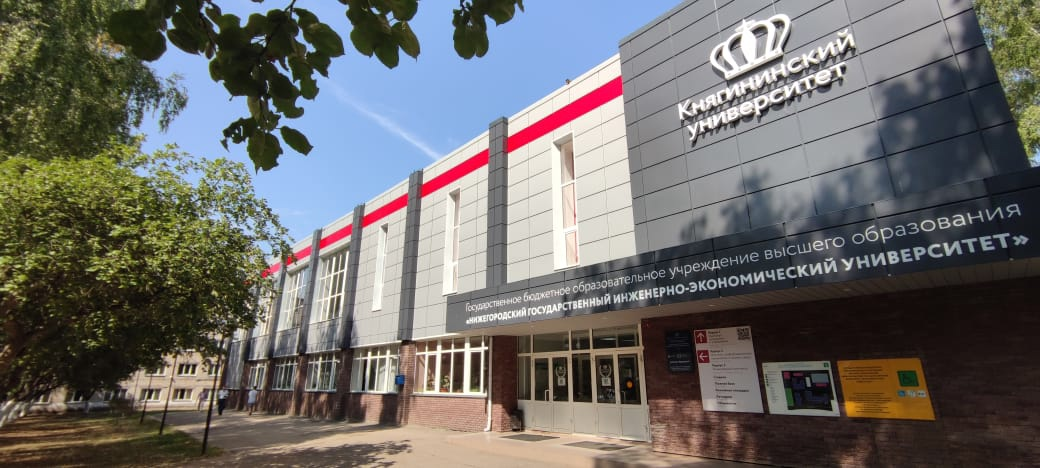 Княгининский
университет
Государственное бюджетное образовательное учреждение высшего образования
«НИЖЕГОРОДСКИЙ ГОСУДАРСТВЕННЫЙ ИНЖЕНЕРНО-ЭКОНОМИЧЕСКИЙ УНИВЕРСИТЕТ»